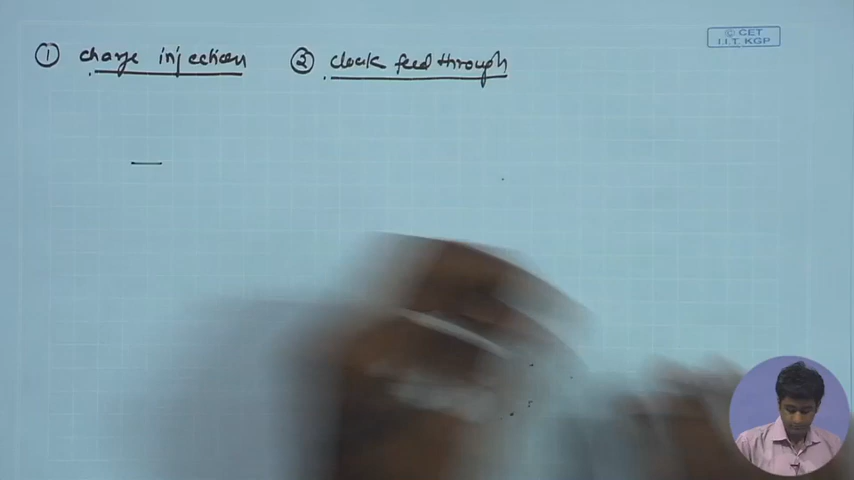 ① charge injection ② clock feed through
© CET
I.I.T. KGP